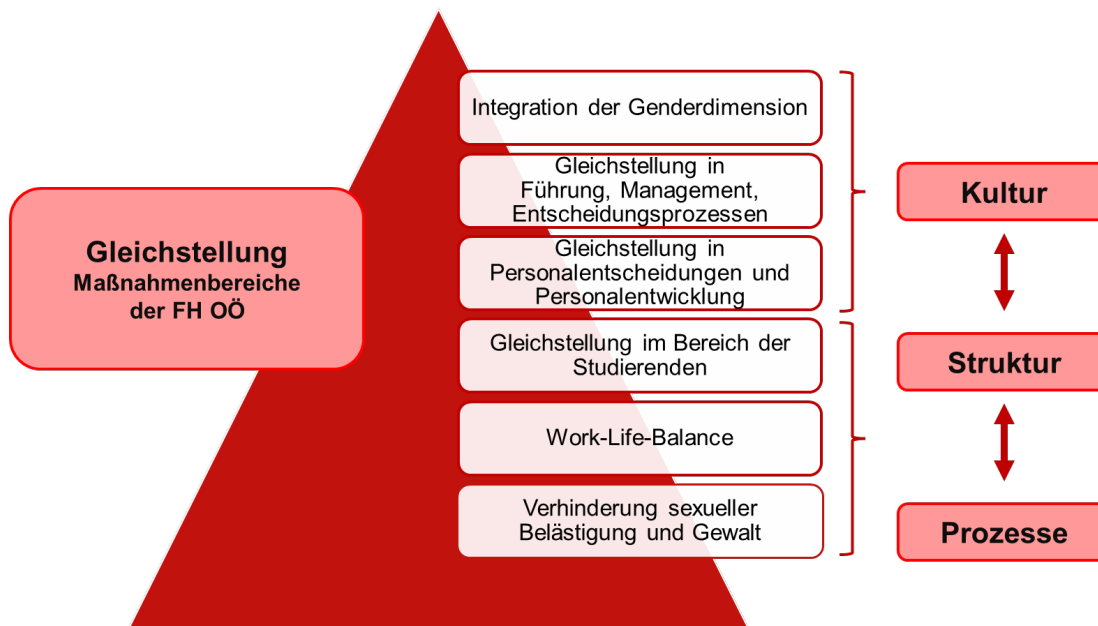 Gleichstellung
Maßnahmenbereiche
der FH OÖ
Integration der Genderdimension
Gleichstellung in
Führung, Management,
Entscheidungsprozessen
Gleichstellung in
Personalentscheidungen und
Personalentwicklung
Gleichstellung im Bereich der
Studierenden
Work-Life-Balance
Verhinderung sexueller
Belästigung und Gewalt
Kultur
Struktur
Prozesse